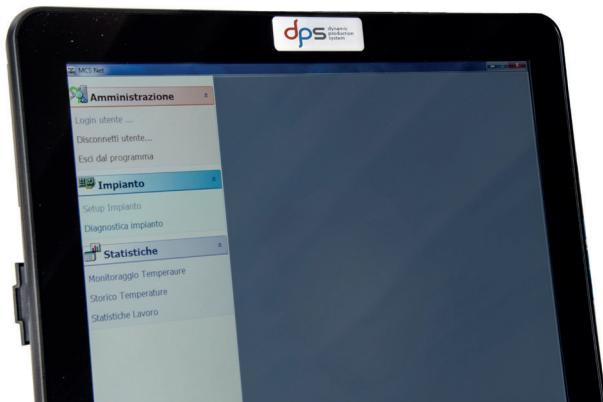 dps dynamic
production
system
MCS Net
Amministrazione
Login utente ...
Disconnetti utente...
Esci dal programma
Impianto
Setup Impianto
Diagnostica impianto
Statistiche
Monitoraggio Temperaure
Storico Temperature
Statistiche Lavoro